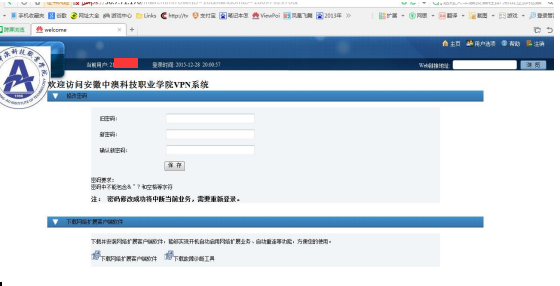 手机收藏夹 谷歌 网址大全 游戏中心 Links http://hr 支付宝 笔记本怎 ViewPoi 凤凰飞翼 2013年 » 扩展 网银 翻译 截图 游戏 登录管
welcome × +
主页 用户选项 帮助 注销
当前用户: 2 登录时间: 2015-12-28 20:00:57 Web链接地址: 浏 览
欢迎访问安徽中澳科技职业学院VPN系统
修改密码
旧密码:
新密码:
确认新密码:
保 存
密码要求:
密码中不能包含& " ? 和空格等字符
注: 密码修改成功将中断当前业务，需要重新登录。
下载网络扩展客户端软件
下载并安装网络扩展客户端软件，能够实现开机自动启用网络扩展业务、启动重连等功能，方便您的使用。
下载网络扩展客户端软件 下载故障诊断工具